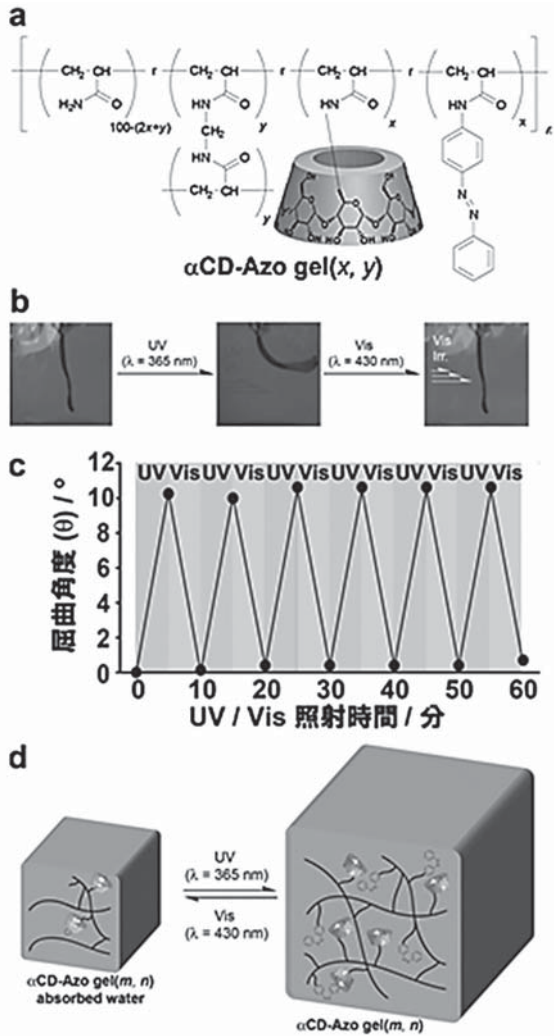 a
CH₂ CH r CH₂ CH r CH₂ CH r CH₂ CH
H₂N O HN O HN O HN O
100-(2x+y) y x x
CH₂
HN O
CH₂ CH
y
N
N
αCD-Azo gel(x, y)
b
UV
(λ = 365 nm)
Vis
(λ = 430 nm)
Vis
Irr.
c
UV Vis UV Vis UV Vis UV Vis UV Vis UV Vis
屈曲角度 (θ) / °
12
10
8
6
4
2
0
0 10 20 30 40 50 60
UV / Vis 照射時間 / 分
d
UV
(λ = 365 nm)
Vis
(λ = 430 nm)
αCD-Azo gel(m, n)
absorbed water
αCD-Azo gel(m, n)